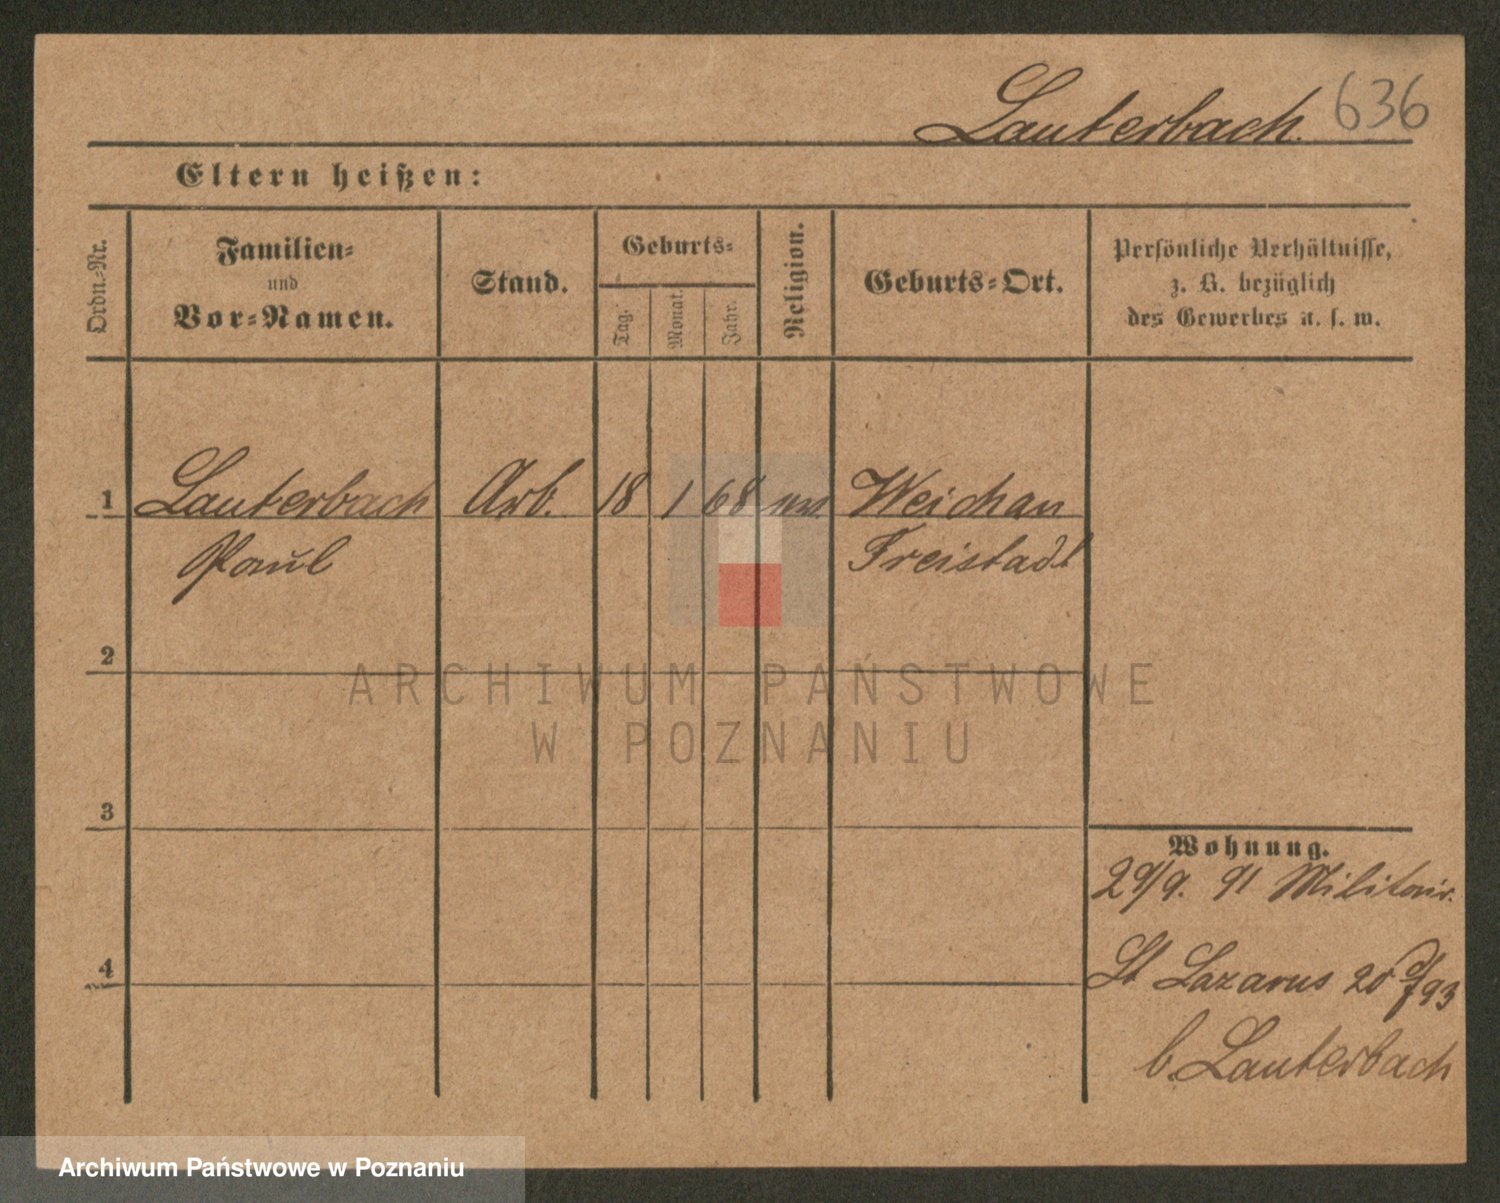 Lauterbach. 636
Eltern heißen:
Ordn.-Nr.
Familien-
und
Vor-Namen.
Stand.
Geburts-
Tag.
Monat.
Jahr.
Religion.
Geburts-Ort.
Persönliche Verhältnisse,
z. B. bezüglich
des Gewerbes u. s. w.
1 Lauterbach Arb. 18 1 68 Weichau
Paul Freistadt
2
3
4
Wohnung.
29/9. 91 Militair.
St Lazarus 20
b. Lauterbach
ARCHIWUM PAŃSTWOWE
W POZNANIU
Archiwum Państwowe w Poznaniu